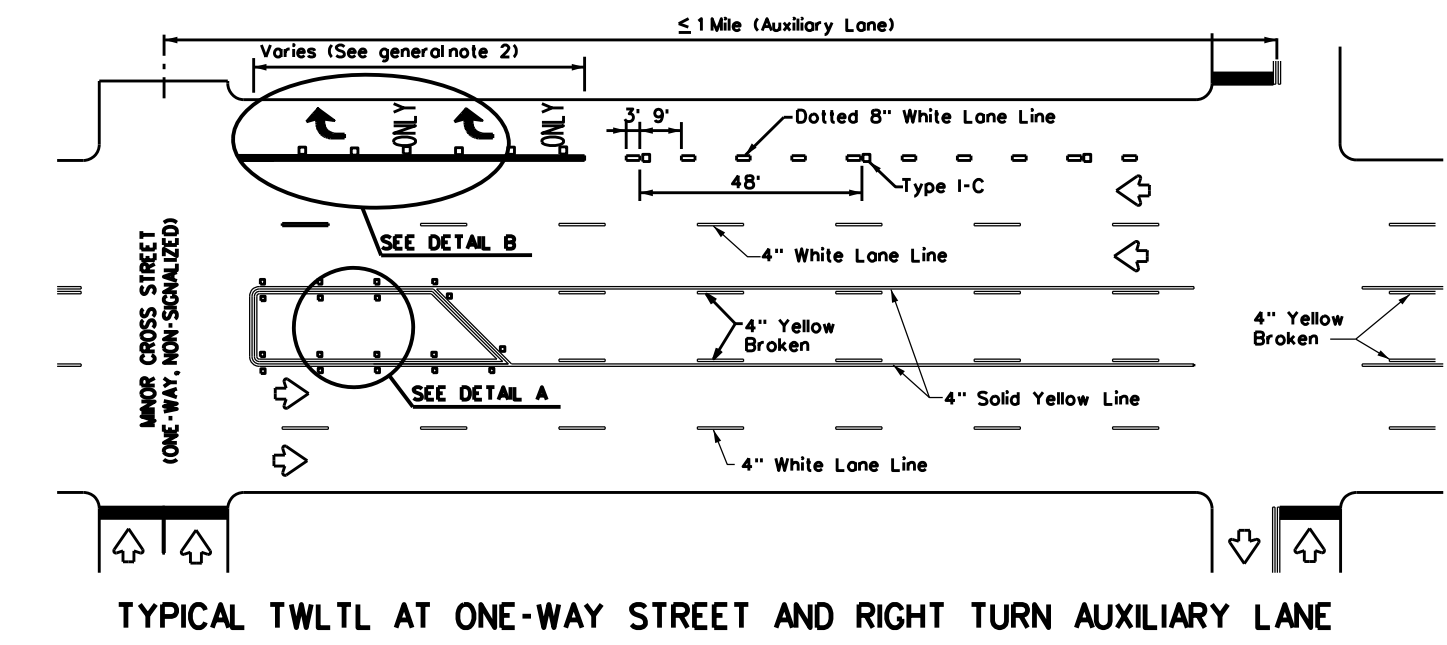 ≤ 1 Mile (Auxiliary Lane)
Varies (See general note 2)
ONLY
ONLY
3' 9'
Dotted 8" White Lane Line
48'
Type I-C
SEE DETAIL B
4" White Lane Line
MINOR CROSS STREET
(ONE-WAY, NON-SIGNALIZED)
4" Yellow
Broken
4" Yellow
Broken
SEE DETAIL A
4" Solid Yellow Line
4" White Lane Line
TYPICAL TWLTL AT ONE-WAY STREET AND RIGHT TURN AUXILIARY LANE